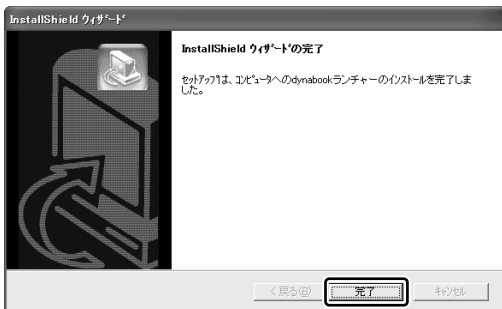 InstallShield ｳｨｻﾞｰﾄﾞ
InstallShield ｳｨｻﾞｰﾄﾞの完了
ｾｯﾄｱｯﾌﾟは、ｺﾝﾋﾟｭｰﾀへのdynabookランチャーのｲﾝｽﾄｰﾙを完了しま
した。
< 戻る(B)
完了
ｷｬﾝｾﾙ